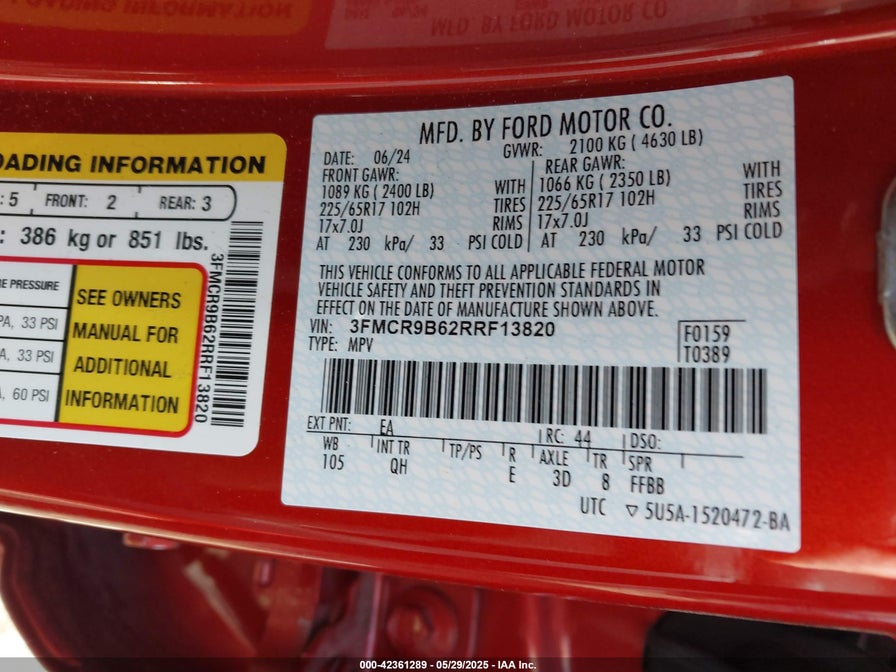 MFD. BY FORD MOTOR CO.
OADING INFORMATION
: 5 FRONT: 2 REAR: 3
: 386 kg or 851 lbs.
E PRESSURE
PA, 33 PSI
A, 33 PSI
A, 60 PSI
SEE OWNERS
MANUAL FOR
ADDITIONAL
INFORMATION
3FMCR9B62RRF13820
MFD. BY FORD MOTOR CO.
DATE: 06/24 GVWR: 2100 KG ( 4630 LB)
FRONT GAWR: REAR GAWR:
1089 KG ( 2400 LB) WITH 1066 KG ( 2350 LB) WITH
225/65R17 102H TIRES 225/65R17 102H TIRES
17x7.0J RIMS 17x7.0J RIMS
AT 230 kPa/ 33 PSI COLD AT 230 kPa/ 33 PSI COLD
THIS VEHICLE CONFORMS TO ALL APPLICABLE FEDERAL MOTOR
VEHICLE SAFETY AND THEFT PREVENTION STANDARDS IN
EFFECT ON THE DATE OF MANUFACTURE SHOWN ABOVE.
VIN: 3FMCR9B62RRF13820 F0159
TYPE: MPV T0389
EXT PNT: EA RC: 44 DSO:
WB INT TR TP/PS R AXLE TR SPR
105 QH E 3D 8 FFBB
UTC ▽ 5U5A-1520472-BA
000-42361289 - 05/29/2025 - IAA Inc.